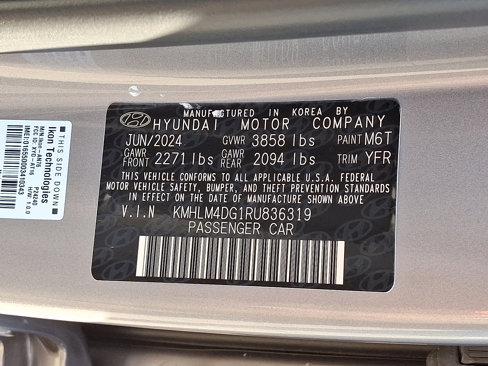 MANUFACTURED IN KOREA BY
HYUNDAI MOTOR COMPANY
JUN/2024 GVWR 3858 lbs PAINT M6T
GAWR FRONT 2271 lbs GAWR REAR 2094 lbs TRIM YFR
THIS VEHICLE CONFORMS TO ALL APPLICABLE U.S.A. FEDERAL
MOTOR VEHICLE SAFETY, BUMPER, AND THEFT PREVENTION STANDARDS
IN EFFECT ON THE DATE OF MANUFACTURE SHOWN ABOVE.
V.I.N KMHLM4DG1RU836319
PASSENGER CAR
THIS SIDE DOWN
Ikon Technologies